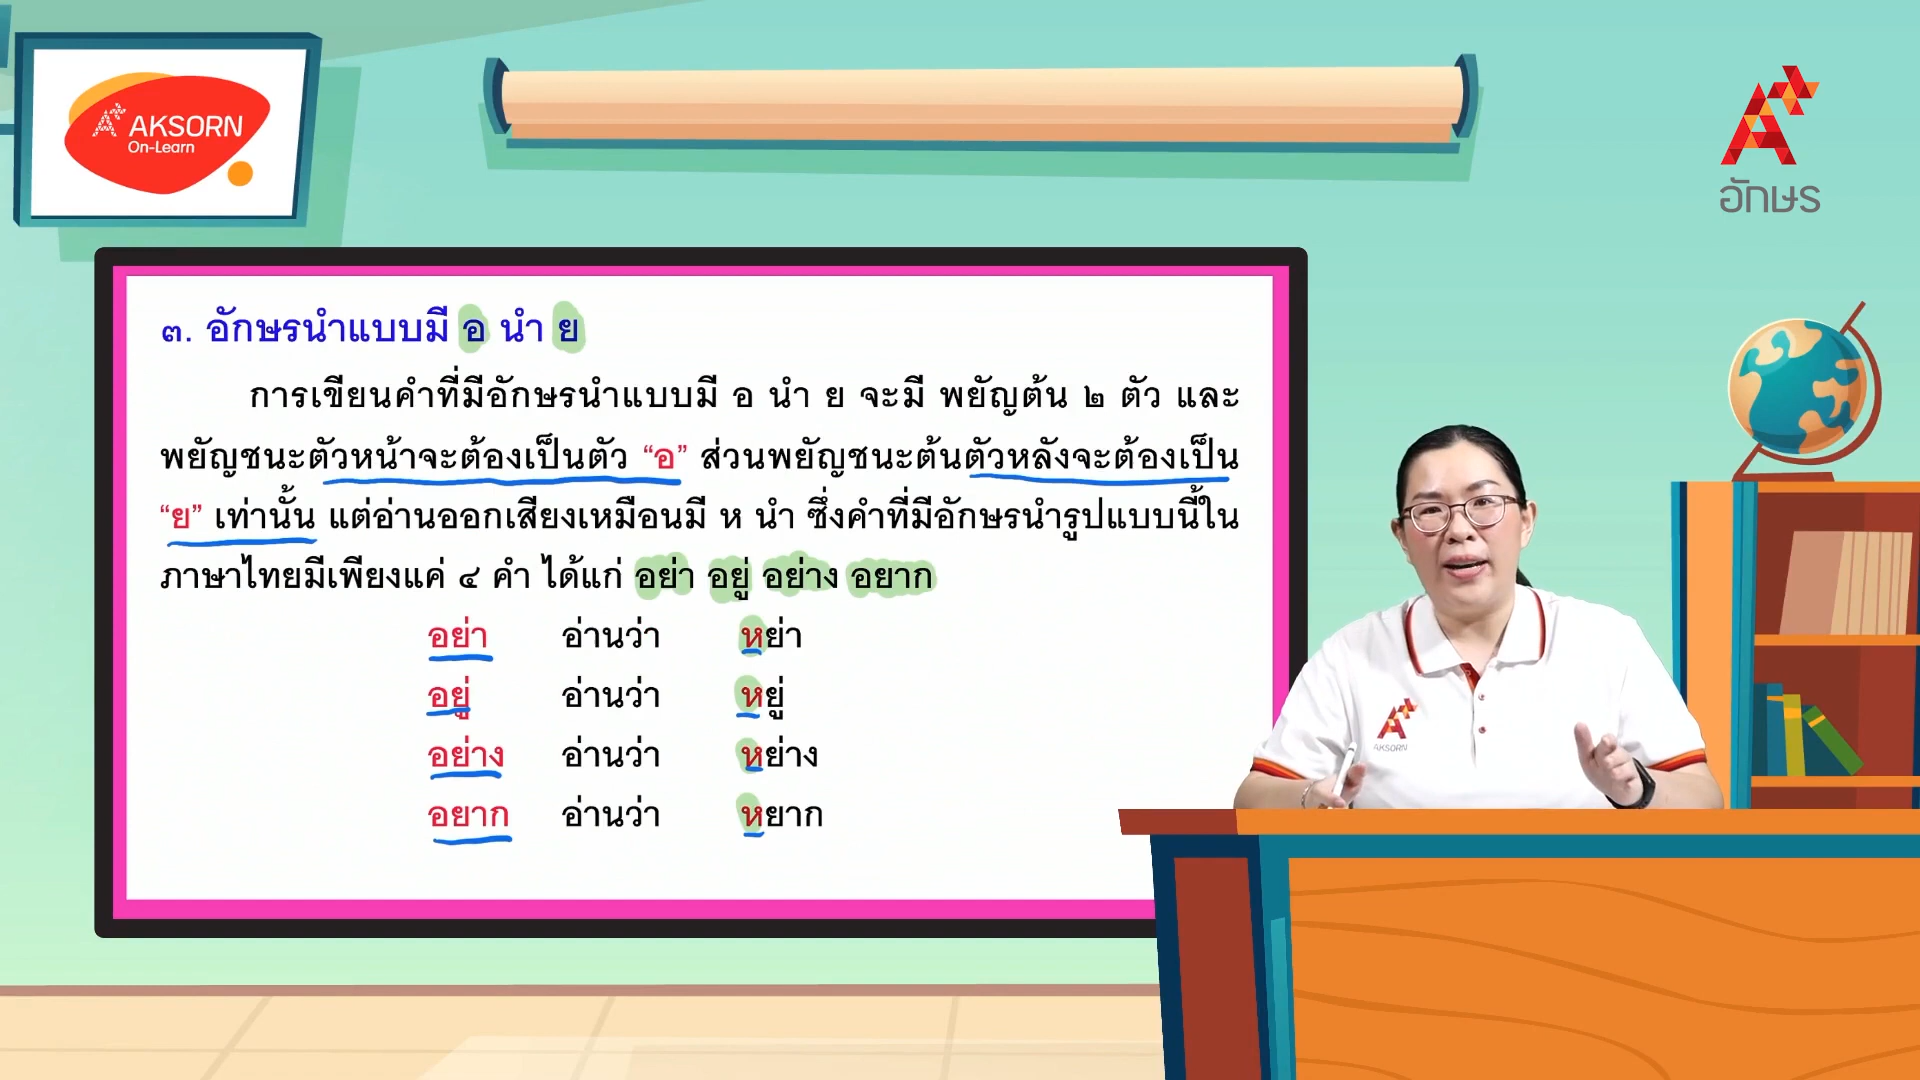 AKSORN
On-Learn
อักษร
๓. อักษรนำแบบมี อ นำ ย
การเขียนคำที่มีอักษรนำแบบมี อ นำ ย จะมี พยัญต้น ๒ ตัว และ
พยัญชนะตัวหน้าจะต้องเป็นตัว “อ” ส่วนพยัญชนะต้นตัวหลังจะต้องเป็น
“ย” เท่านั้น แต่อ่านออกเสียงเหมือนมี ห นำ ซึ่งคำที่มีอักษรนำรูปแบบนี้ใน
ภาษาไทยมีเพียงแค่ ๔ คำ ได้แก่ อย่า อยู่ อย่าง อยาก
อย่า อ่านว่า หย่า
อยู่ อ่านว่า หยู่
อย่าง อ่านว่า หย่าง
อยาก อ่านว่า หยาก
AKSORN